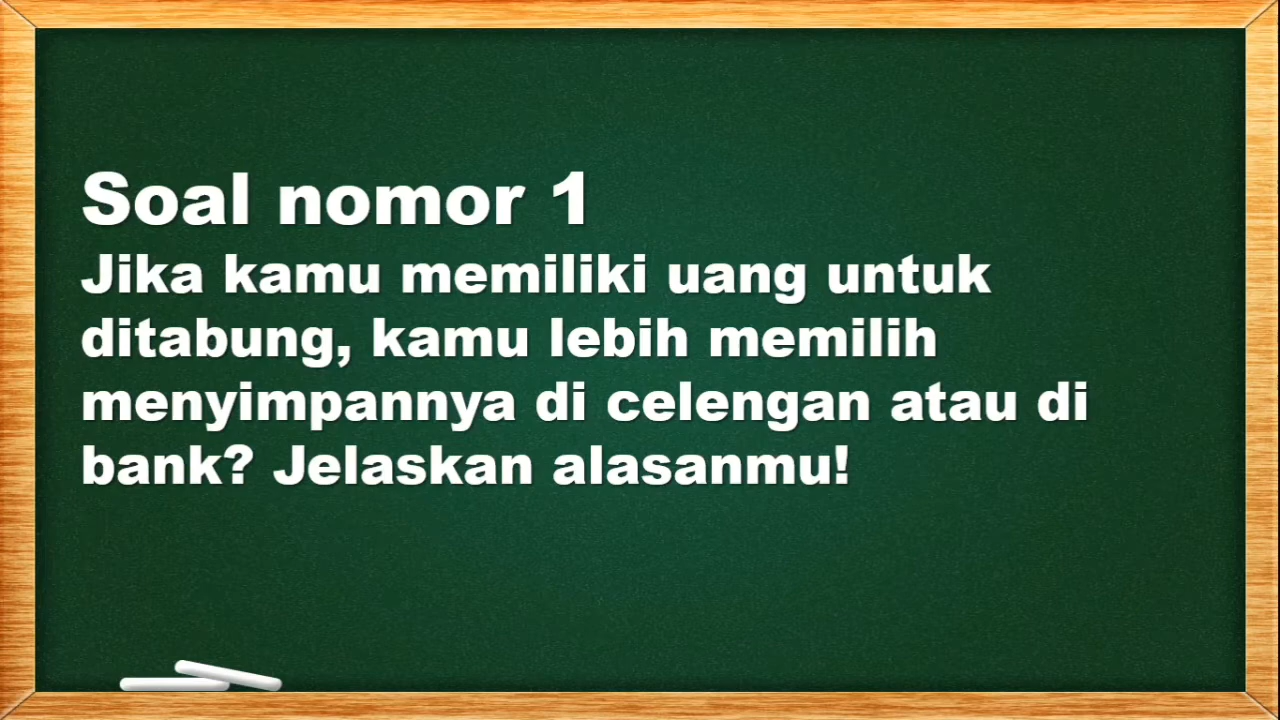 Soal nomor 1
Jika kamu memiliki uang untuk
ditabung, kamu lebih memilih
menyimpannya di celengan atau di
bank? Jelaskan alasanmu!